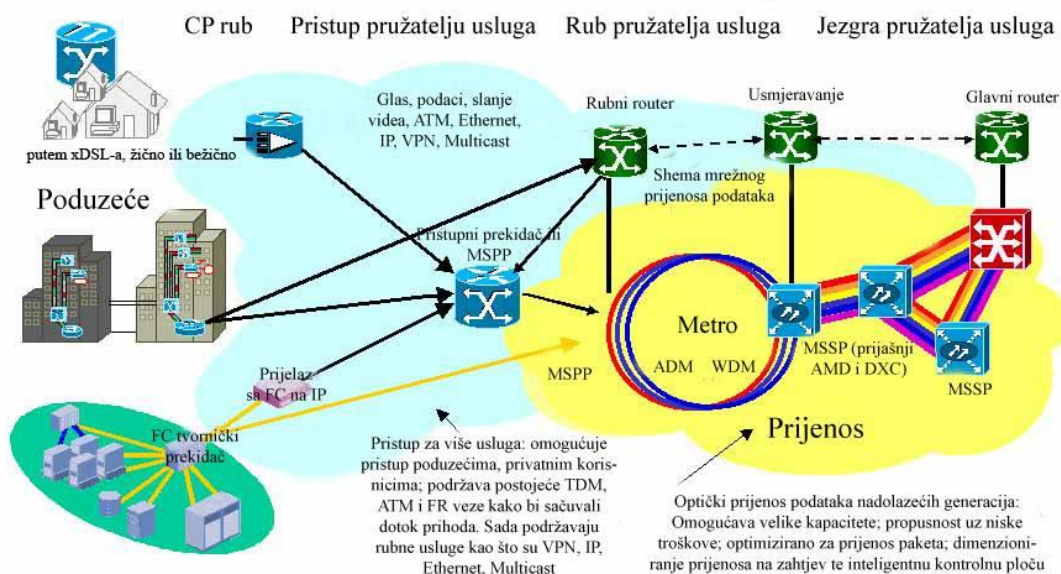 CP rub
Pristup pružatelju usluga
Rub pružatelja usluga
Jezgra pružatelja usluga
Glas, podaci, slanje
videa, ATM, Ethernet,
IP, VPN, Multicast
Rubni router
Usmjeravanje
Glavni router
putem xDSL-a, žično ili bežično
Shema mrežnog
prijenosa podataka
Poduzeće
Pristupni prekidač ili
MSPP
Metro
ADM
WDM
MSPP
MSSP (prijašnji
AMD i DXC)
MSSP
Prijelaz
sa FC na IP
FC tvornički
prekidač
Prijenos
Pristup za više usluga: omogućuje
pristup poduzećima, privatnim koris-
nicima; podržava postojeće TDM,
ATM i FR veze kako bi sačuvali
dotok prihoda. Sada podržavaju
rubne usluge kao što su VPN, IP,
Ethernet, Multicast
Optički prijenos podataka nadolazećih generacija:
Omogućava velike kapacitete; propusnost uz niske
troškove; optimizirano za prijenos paketa; dimenzioni-
ranje prijenosa na zahtjev te inteligentnu kontrolnu ploču